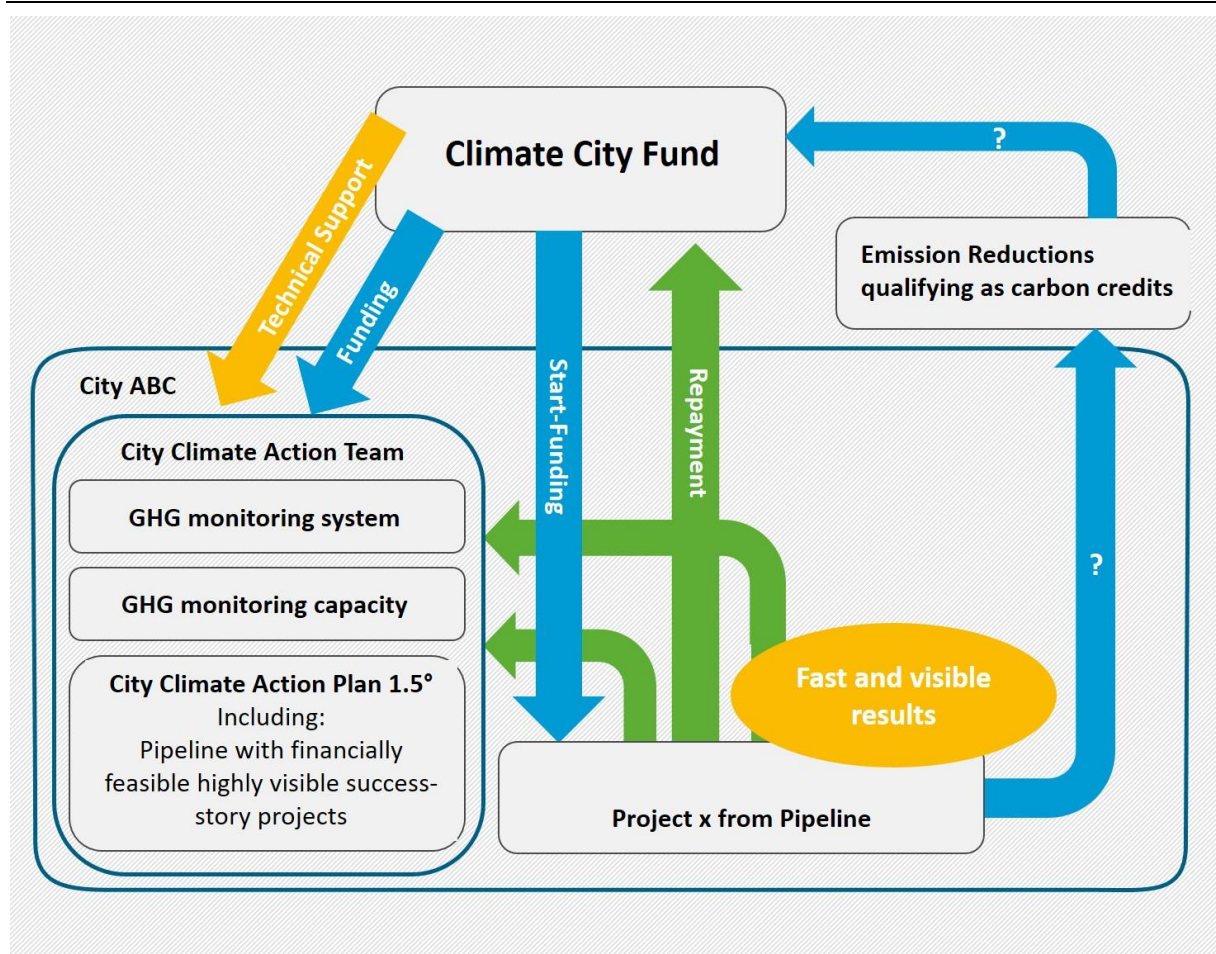 Climate City Fund
?
Technical Support
Funding
Emission Reductions
qualifying as carbon credits
Start-Funding
Repayment
City ABC
City Climate Action Team
GHG monitoring system
GHG monitoring capacity
?
City Climate Action Plan 1.5°
Including:
Pipeline with financially
feasible highly visible success-
story projects
Fast and visible
results
Project x from Pipeline